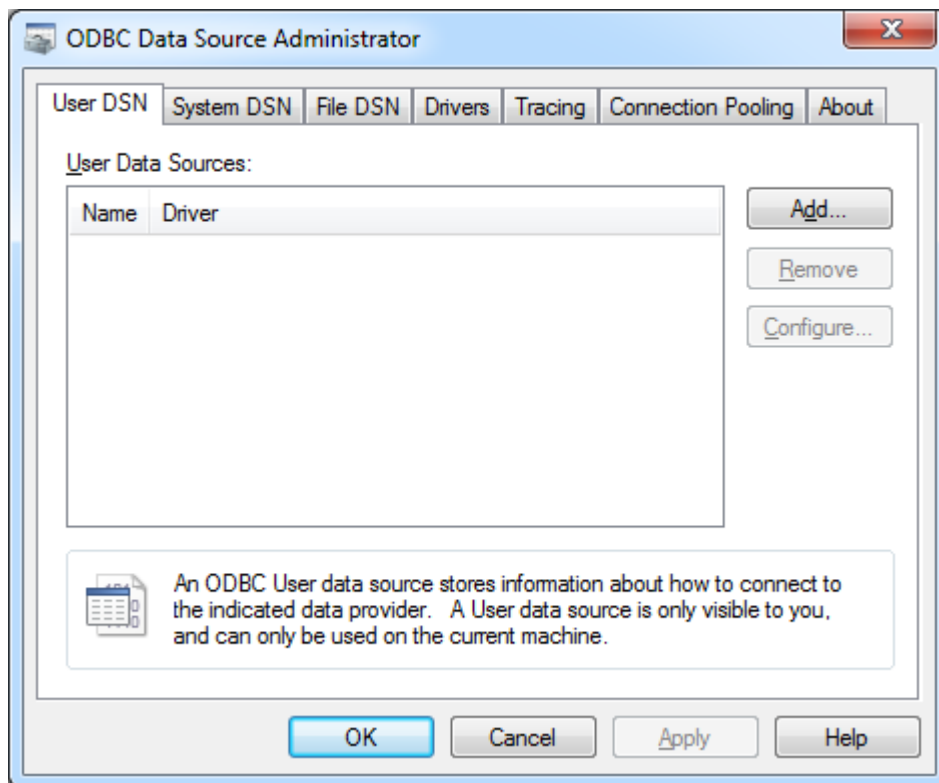 ODBC Data Source Administrator
User DSN System DSN File DSN Drivers Tracing Connection Pooling About
User Data Sources:
Name Driver
Add...
Remove
Configure...
An ODBC User data source stores information about how to connect to
the indicated data provider. A User data source is only visible to you,
and can only be used on the current machine.
OK Cancel Apply Help